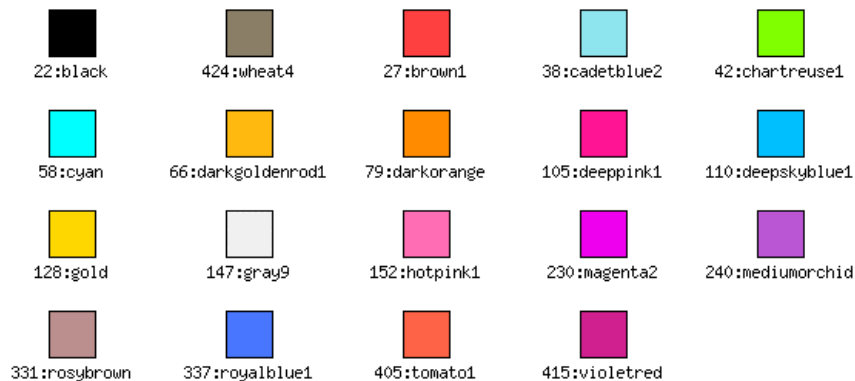 22:black 424:wheat4 27:brown1 38:cadetblue2 42:chartreuse1
58:cyan 66:darkgoldenrod1 79:darkorange 105:deeppink1 110:deepskyblue1
128:gold 147:gray9 152:hotpink1 230:magenta2 240:mediumorchid
331:rosybrown 337:royalblue1 405:tomato1 415:violetred